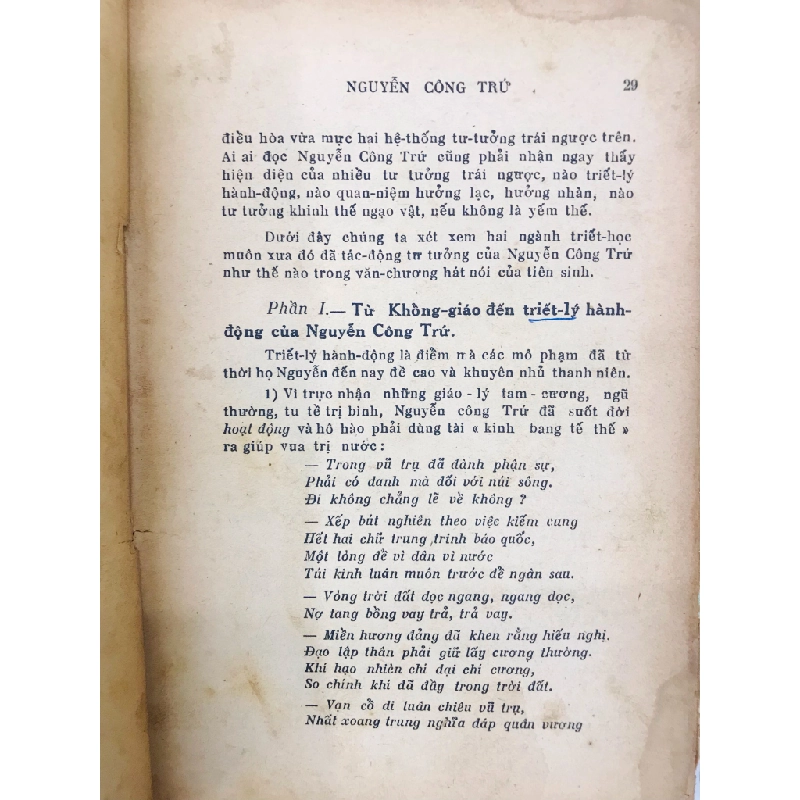 NGUYỄN CÔNG TRỨ 29
điều hòa vừa mực hai hệ-thống tư-tưởng trái ngược trên.
Ai ai đọc Nguyễn Công Trứ cũng phải nhận ngay thấy
hiện diện của nhiều tư tưởng trái ngược, nào triết-lý
hành-động, nào quan-niệm hưởng lạc, hưởng nhàn, nào
tư tưởng khinh thế ngạo vật, nếu không là yếm thế.
Dưới đây chúng ta xét xem hai ngành triết-học
muôn xưa đó đã tác-động tư tưởng của Nguyễn Công Trứ
như thế nào trong văn-chương hát nói của tiên sinh.
Phần I.— Từ Khổng-giáo đến triết-lý hành-
động của Nguyễn Công Trứ.
Triết-lý hành-động là điểm mà các mô phạm đã từ
thời họ Nguyễn đến nay đề cao và khuyên nhủ thanh niên.
1) Vì trực nhận những giáo-lý tam-cương, ngũ
thường, tu tề trị bình, Nguyễn công Trứ đã suốt đời
hoạt động và hô hào phải dùng tài « kinh bang tế thế »
ra giúp vua trị nước :
— Trong vũ trụ đã đành phận sự,
Phải có danh mà đối với núi sông.
Đi không chẳng lẽ về không ?
— Xếp bút nghiên theo việc kiếm cung
Hết hai chữ trung trinh báo quốc,
Một lòng để vì dân vì nước
Túi kinh luân muôn trước để ngàn sau.
— Vòng trời đất dọc ngang, ngang dọc,
Nợ tang bồng vay trả, trả vay.
— Miền hương đảng đã khen rằng hiếu nghị.
Đạo lập thân phải giữ lấy cương thường.
Khí hạo nhiên chí đại chí cương,
So chính khí đã đầy trong trời đất.
— Vạn cổ di luân chiêu vũ trụ,
Nhất xoang trung nghĩa đáp quân vương